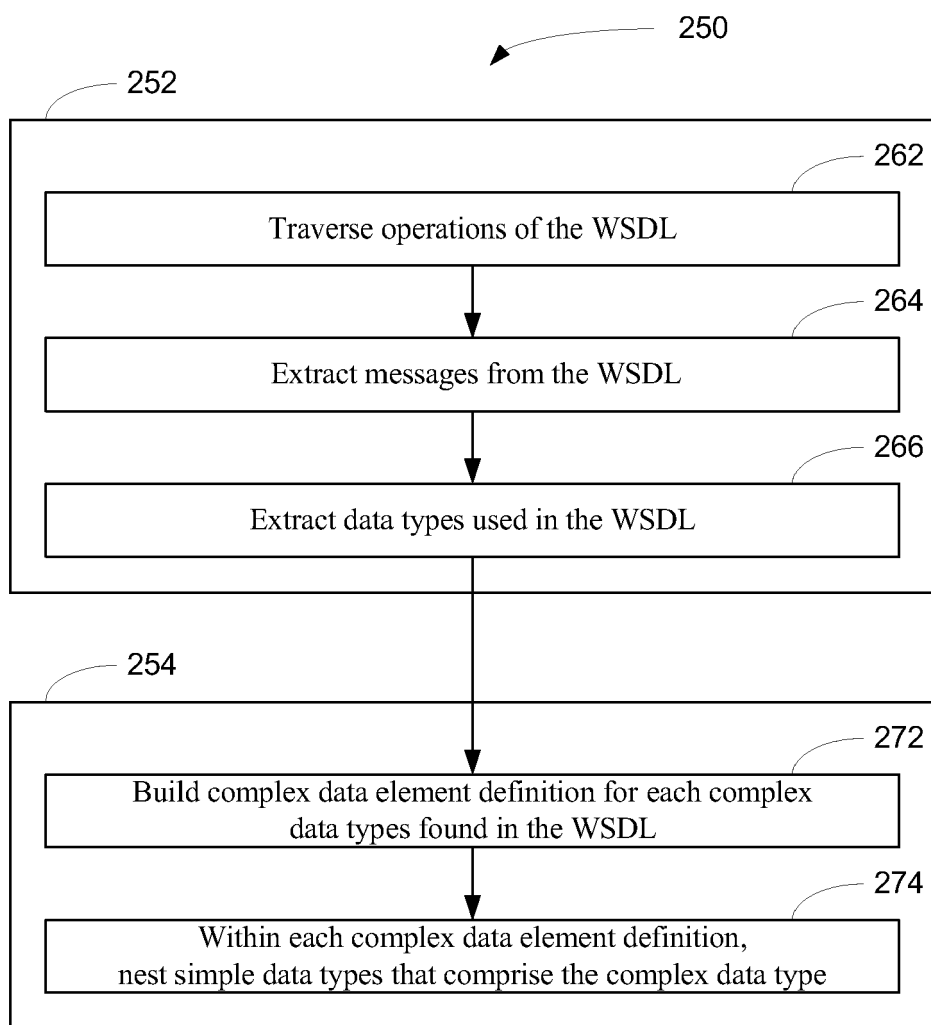 250
252
262
Traverse operations of the WSDL
264
Extract messages from the WSDL
266
Extract data types used in the WSDL
254
272
Build complex data element definition for each complex
data types found in the WSDL
274
Within each complex data element definition,
nest simple data types that comprise the complex data type